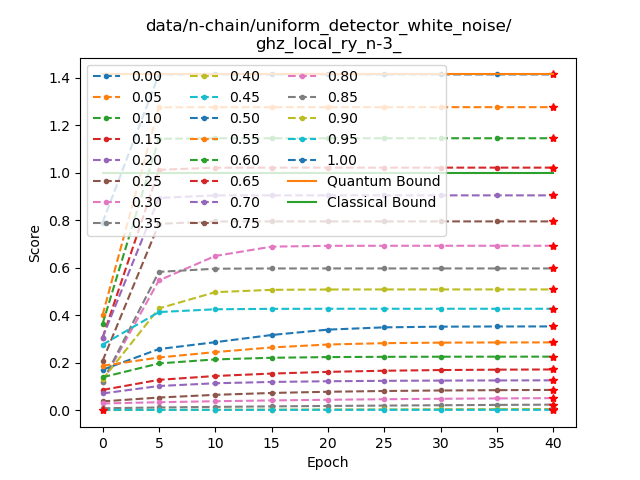 data/n-chain/uniform_detector_white_noise/
ghz_local_ry_n-3_
Score
1.4
1.2
1.0
0.8
0.6
0.4
0.2
0.0
0.00 0.40 0.80
0.05 0.45 0.85
0.10 0.50 0.90
0.15 0.55 0.95
0.20 0.60 1.00
0.25 0.65 Quantum Bound
0.30 0.70 Classical Bound
0.35 0.75
0 5 10 15 20 25 30 35 40
Epoch